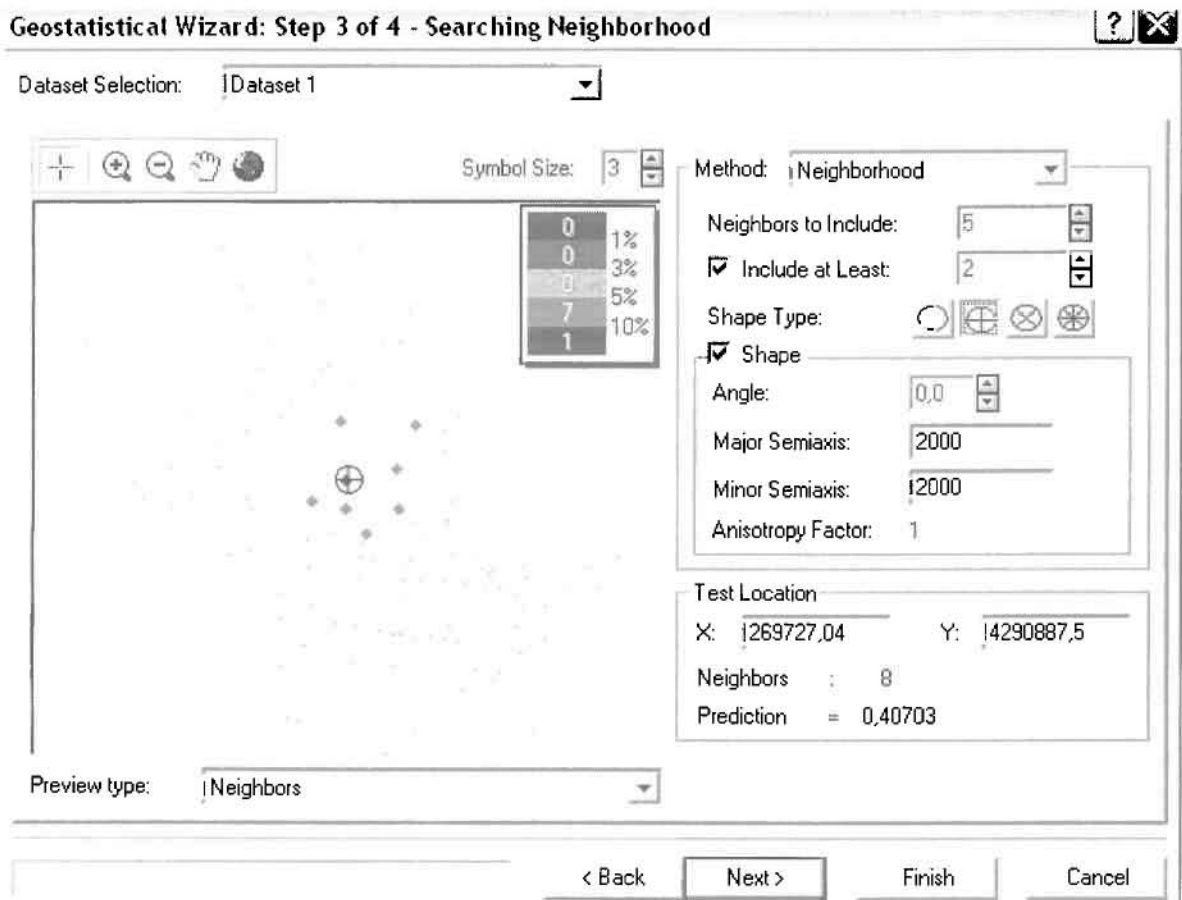 Geostatistical Wizard: Step 3 of 4 - Searching Neighborhood
Dataset Selection: Dataset 1
Symbol Size: 3
0
0
0
7
1
1%
3%
5%
10%
Method: Neighborhood
Neighbors to Include: 5
Include at Least: 2
Shape Type:
Shape
Angle: 0,0
Major Semiaxis: 2000
Minor Semiaxis: 2000
Anisotropy Factor: 1
Test Location
X: 269727,04 Y: 4290887,5
Neighbors : 8
Prediction = 0,40703
Preview type: Neighbors
< Back Next > Finish Cancel